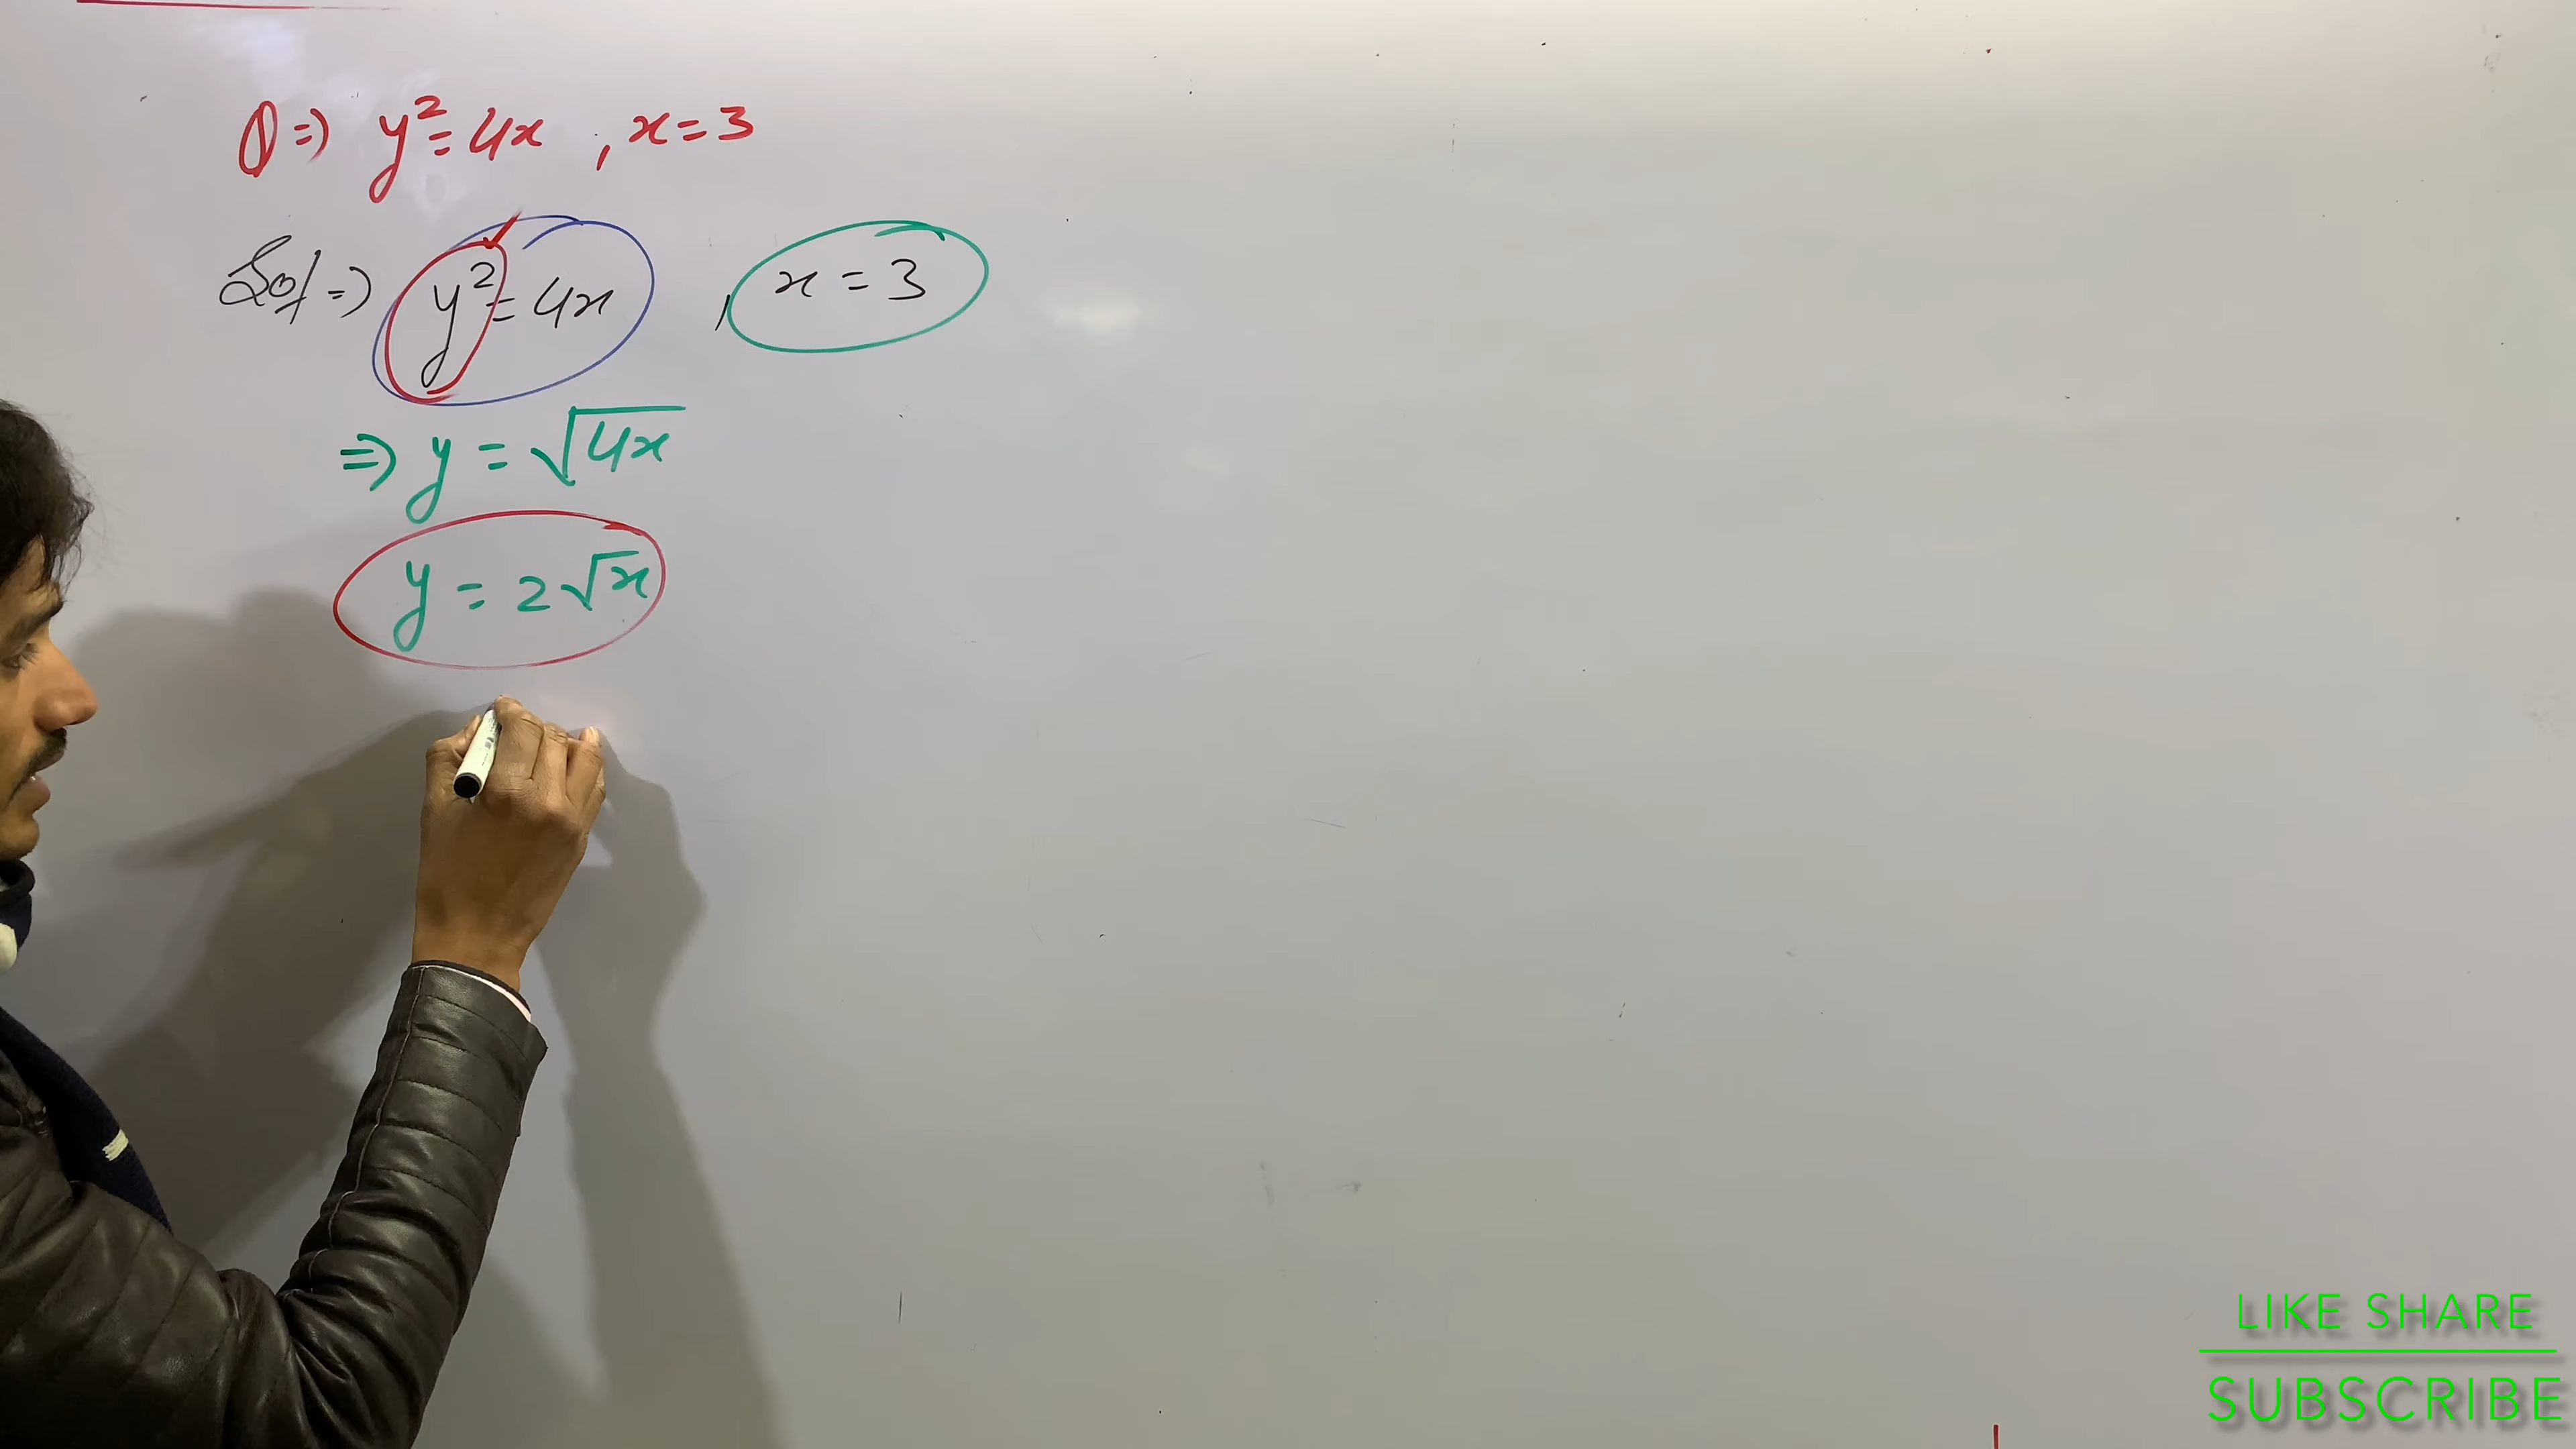 Q⇒ y²=4x , x=3
Sol⇒ y²=4x , x=3
⇒ y = √4x
y = 2√x
LIKE SHARE
SUBSCRIBE